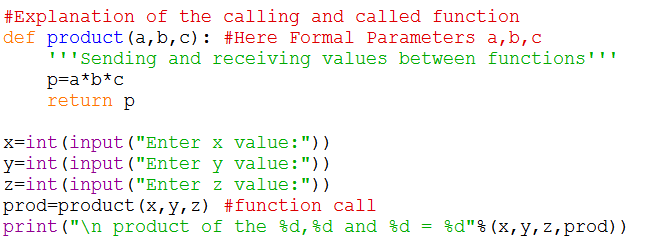 #Explanation of the calling and called function
def product(a,b,c): #Here Formal Parameters a,b,c
    '''Sending and receiving values between functions'''
    p=a*b*c
    return p

x=int(input("Enter x value:"))
y=int(input("Enter y value:"))
z=int(input("Enter z value:"))
prod=product(x,y,z) #function call
print("\n product of the %d,%d and %d = %d"%(x,y,z,prod))